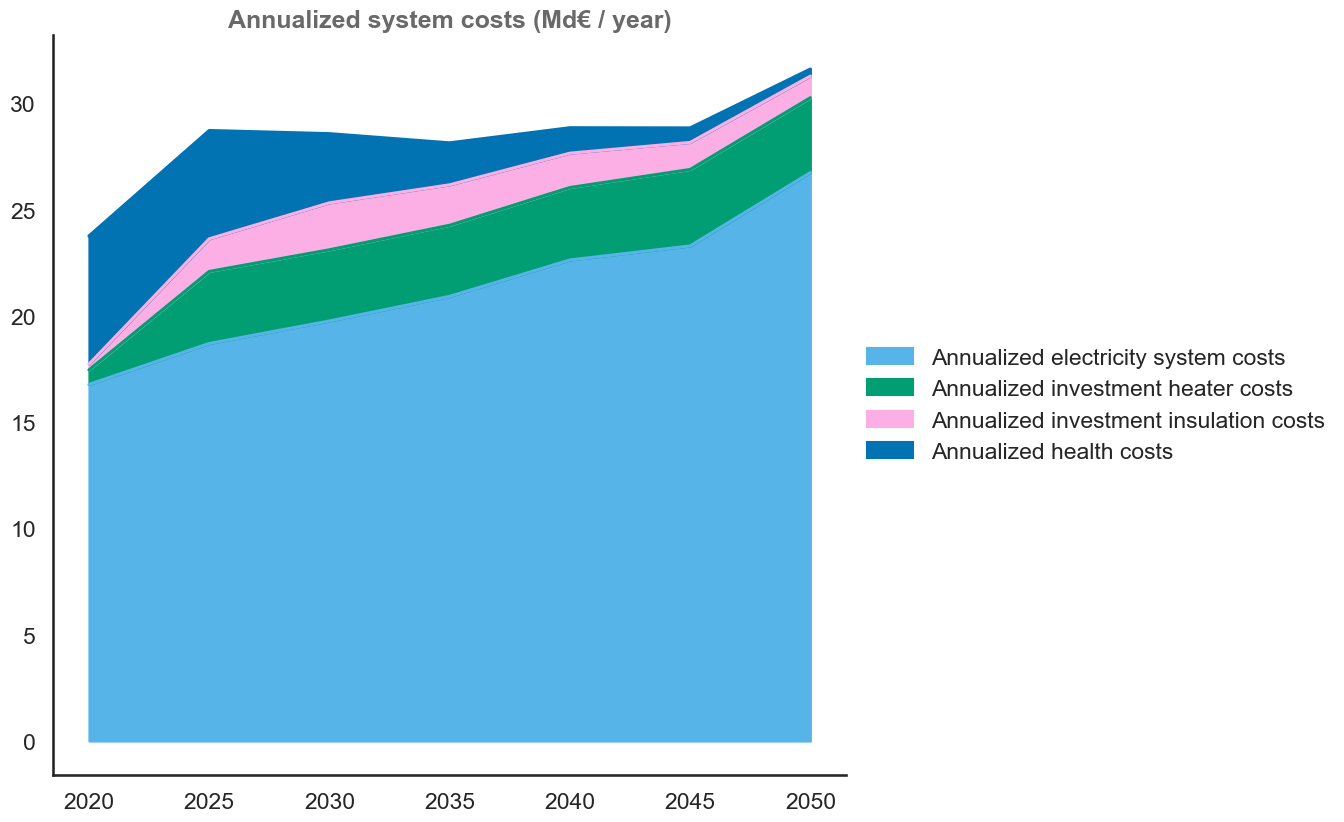 Annualized system costs (Md€ / year)
30
25
20
15
10
5
0
2020 2025 2030 2035 2040 2045 2050
Annualized electricity system costs
Annualized investment heater costs
Annualized investment insulation costs
Annualized health costs